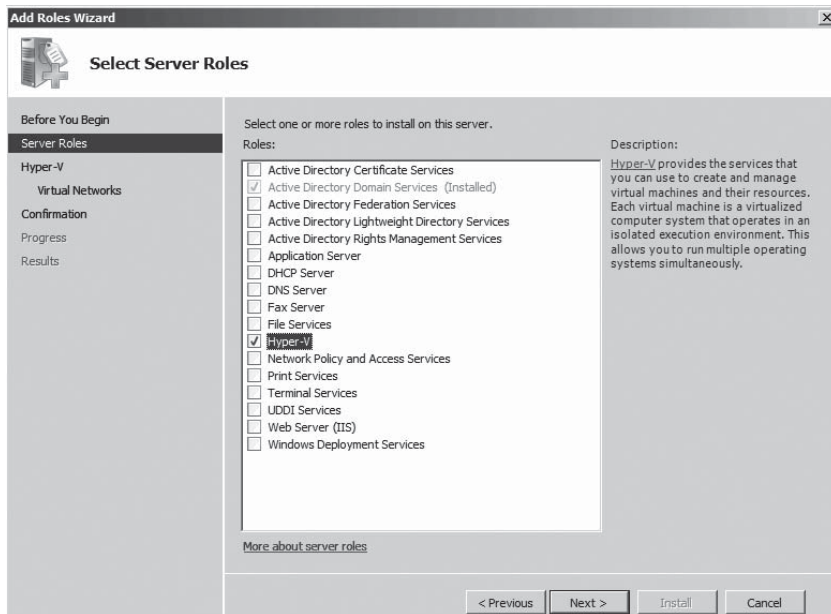 Add Roles Wizard
Select Server Roles
Before You Begin
Server Roles
Hyper-V
Virtual Networks
Confirmation
Progress
Results
Select one or more roles to install on this server.
Roles:
Active Directory Certificate Services
Active Directory Domain Services (Installed)
Active Directory Federation Services
Active Directory Lightweight Directory Services
Active Directory Rights Management Services
Application Server
DHCP Server
DNS Server
Fax Server
File Services
Hyper-V
Network Policy and Access Services
Print Services
Terminal Services
UDDI Services
Web Server (IIS)
Windows Deployment Services
More about server roles
Description:
Hyper-V provides the services that
you can use to create and manage
virtual machines and their resources.
Each virtual machine is a virtualized
computer system that operates in an
isolated execution environment. This
allows you to run multiple operating
systems simultaneously.
< Previous
Next >
Install
Cancel